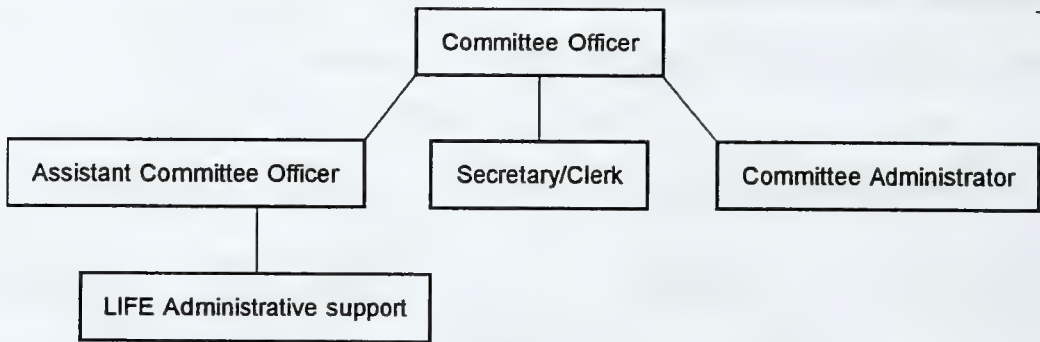 Committee Officer
Assistant Committee Officer
Secretary/Clerk
Committee Administrator
LIFE Administrative support